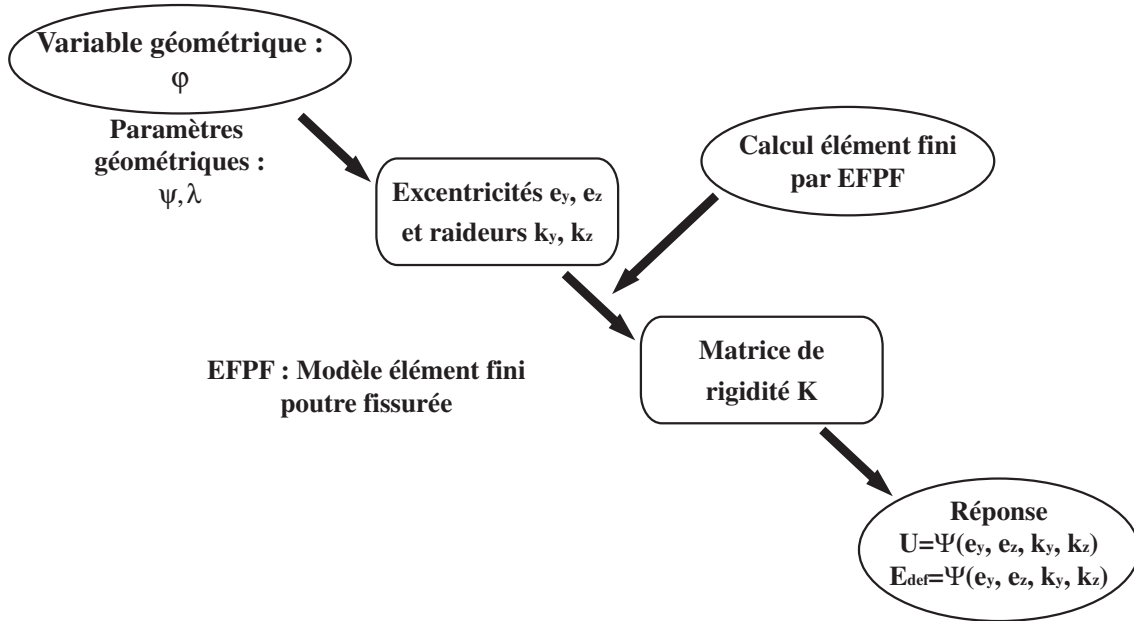 Variable géométrique :
φ
Paramètres
géométriques :
ψ, λ
Excentricités ey, ez
et raideurs ky, kz
Calcul élément fini
par EFPF
EFPF : Modèle élément fini
poutre fissurée
Matrice de
rigidité K
Réponse
U=Ψ(ey, ez, ky, kz)
Edef=Ψ(ey, ez, ky, kz)